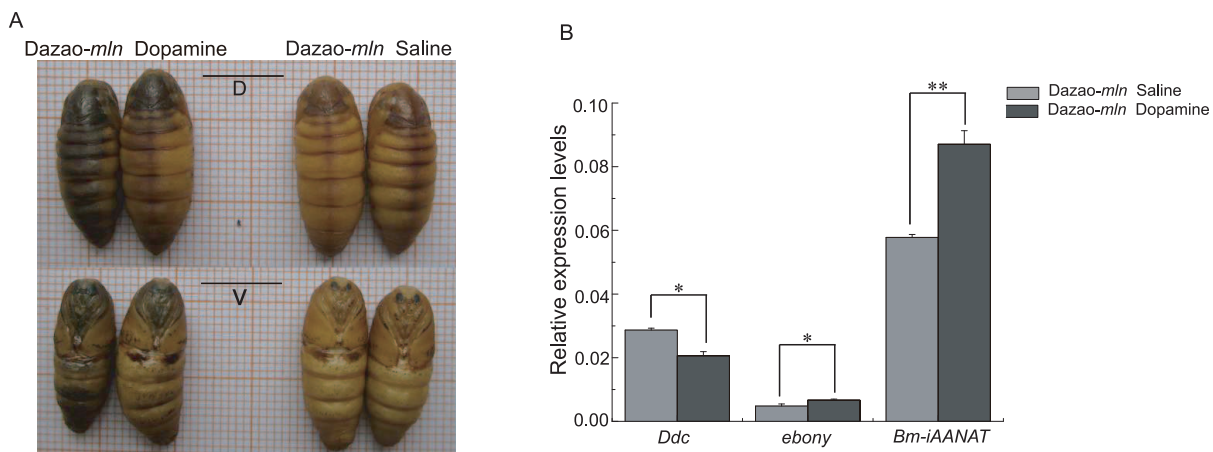 A
Dazao-mln Dopamine
Dazao-mln Saline
D
V
B
Relative expression levels
0.10
0.08
0.06
0.04
0.02
0.00
*
*
**
Ddc
ebony
Bm-iAANAT
Dazao-mln Saline
Dazao-mln Dopamine